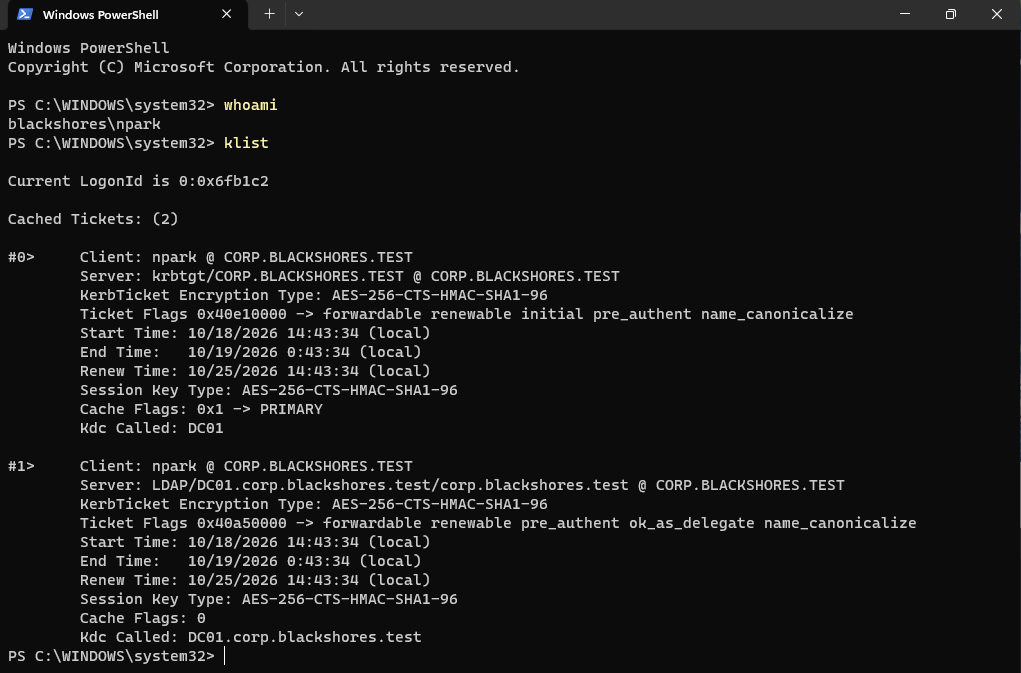 Windows PowerShell
Windows PowerShell
Copyright (C) Microsoft Corporation. All rights reserved.
PS C:\WINDOWS\system32> whoami
blackshores\npark
PS C:\WINDOWS\system32> klist
Current LogonId is 0:0x6fb1c2
Cached Tickets: (2)
#0>     Client: npark @ CORP.BLACKSHORES.TEST
        Server: krbtgt/CORP.BLACKSHORES.TEST @ CORP.BLACKSHORES.TEST
        KerbTicket Encryption Type: AES-256-CTS-HMAC-SHA1-96
        Ticket Flags 0x40e10000 -> forwardable renewable initial pre_authent name_canonicalize
        Start Time: 10/18/2026 14:43:34 (local)
        End Time:   10/19/2026 0:43:34 (local)
        Renew Time: 10/25/2026 14:43:34 (local)
        Session Key Type: AES-256-CTS-HMAC-SHA1-96
        Cache Flags: 0x1 -> PRIMARY
        Kdc Called: DC01
#1>     Client: npark @ CORP.BLACKSHORES.TEST
        Server: LDAP/DC01.corp.blackshores.test/corp.blackshores.test @ CORP.BLACKSHORES.TEST
        KerbTicket Encryption Type: AES-256-CTS-HMAC-SHA1-96
        Ticket Flags 0x40a50000 -> forwardable renewable pre_authent ok_as_delegate name_canonicalize
        Start Time: 10/18/2026 14:43:34 (local)
        End Time:   10/19/2026 0:43:34 (local)
        Renew Time: 10/25/2026 14:43:34 (local)
        Session Key Type: AES-256-CTS-HMAC-SHA1-96
        Cache Flags: 0
        Kdc Called: DC01.corp.blackshores.test
PS C:\WINDOWS\system32>